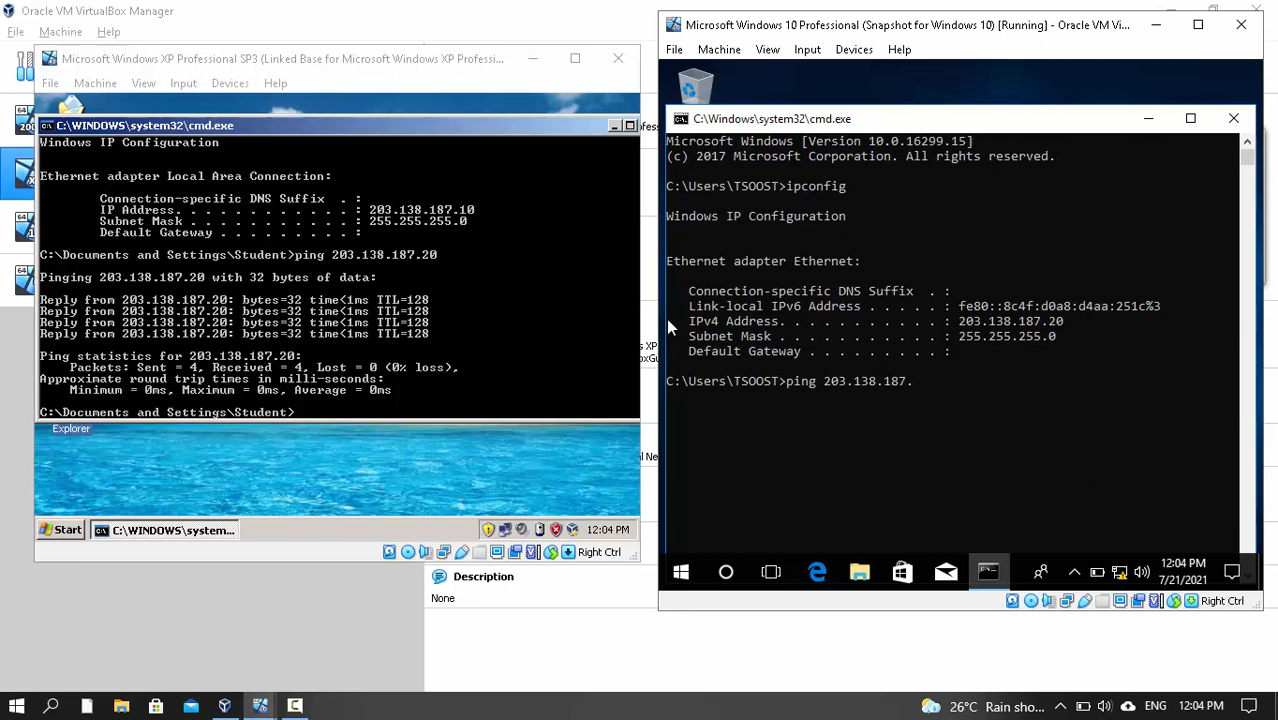 Oracle VM VirtualBox Manager
File Machine Help
Microsoft Windows XP Professional SP3 (Linked Base for Microsoft Windows XP Professi...
File Machine View Input Devices Help
C:\WINDOWS\system32\cmd.exe
Windows IP Configuration
Ethernet adapter Local Area Connection:
Connection-specific DNS Suffix . :
IP Address. . . . . . . . . . . . : 203.138.187.10
Subnet Mask . . . . . . . . . . . : 255.255.255.0
Default Gateway . . . . . . . . . :
C:\Documents and Settings\Student>ping 203.138.187.20
Pinging 203.138.187.20 with 32 bytes of data:
Reply from 203.138.187.20: bytes=32 time<1ms TTL=128
Reply from 203.138.187.20: bytes=32 time<1ms TTL=128
Reply from 203.138.187.20: bytes=32 time<1ms TTL=128
Reply from 203.138.187.20: bytes=32 time<1ms TTL=128
Ping statistics for 203.138.187.20:
Packets: Sent = 4, Received = 4, Lost = 0 (0% loss),
Approximate round trip times in milli-seconds:
Minimum = 0ms, Maximum = 0ms, Average = 0ms
C:\Documents and Settings\Student>
Explorer
Start C:\WINDOWS\system... 12:04 PM
Right Ctrl
Description
None
Microsoft Windows 10 Professional (Snapshot for Windows 10) [Running] - Oracle VM Vi...
File Machine View Input Devices Help
C:\Windows\system32\cmd.exe
Microsoft Windows [Version 10.0.16299.15]
(c) 2017 Microsoft Corporation. All rights reserved.
C:\Users\TSOOST>ipconfig
Windows IP Configuration
Ethernet adapter Ethernet:
Connection-specific DNS Suffix . :
Link-local IPv6 Address . . . . . : fe80::8c4f:d0a8:d4aa:251c%3
IPv4 Address. . . . . . . . . . . : 203.138.187.20
Subnet Mask . . . . . . . . . . . : 255.255.255.0
Default Gateway . . . . . . . . . :
C:\Users\TSOOST>ping 203.138.187.
12:04 PM
7/21/2021
Right Ctrl
26°C Rain sho... ENG 12:04 PM